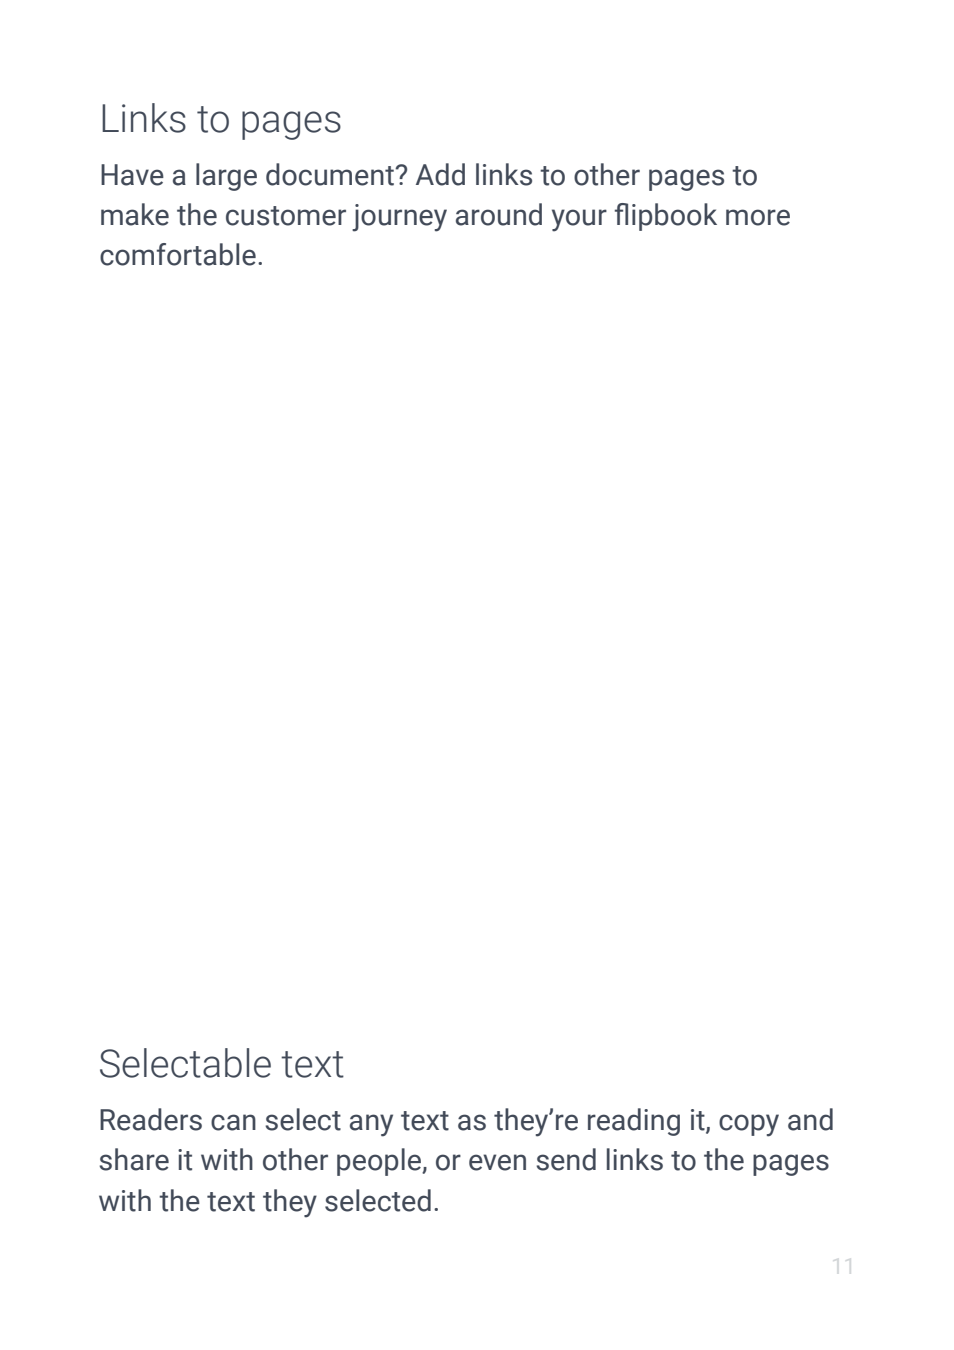 Links to pages
Have a large document? Add links to other pages to
make the customer journey around your flipbook more
comfortable.
Selectable text
Readers can select any text as they’re reading it, copy and
share it with other people, or even send links to the pages
with the text they selected.
11